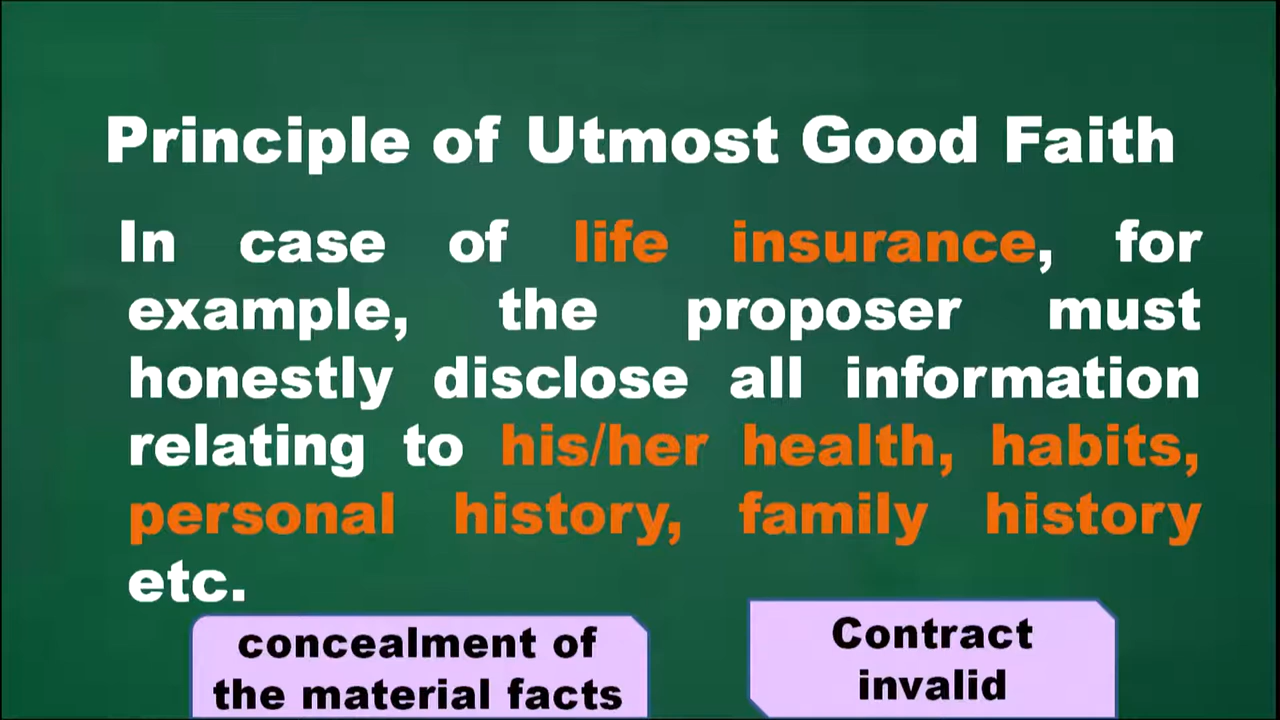 Principle of Utmost Good Faith
In case of life insurance, for
example, the proposer must
honestly disclose all information
relating to his/her health, habits,
personal history, family history
etc.
concealment of
the material facts
Contract
invalid